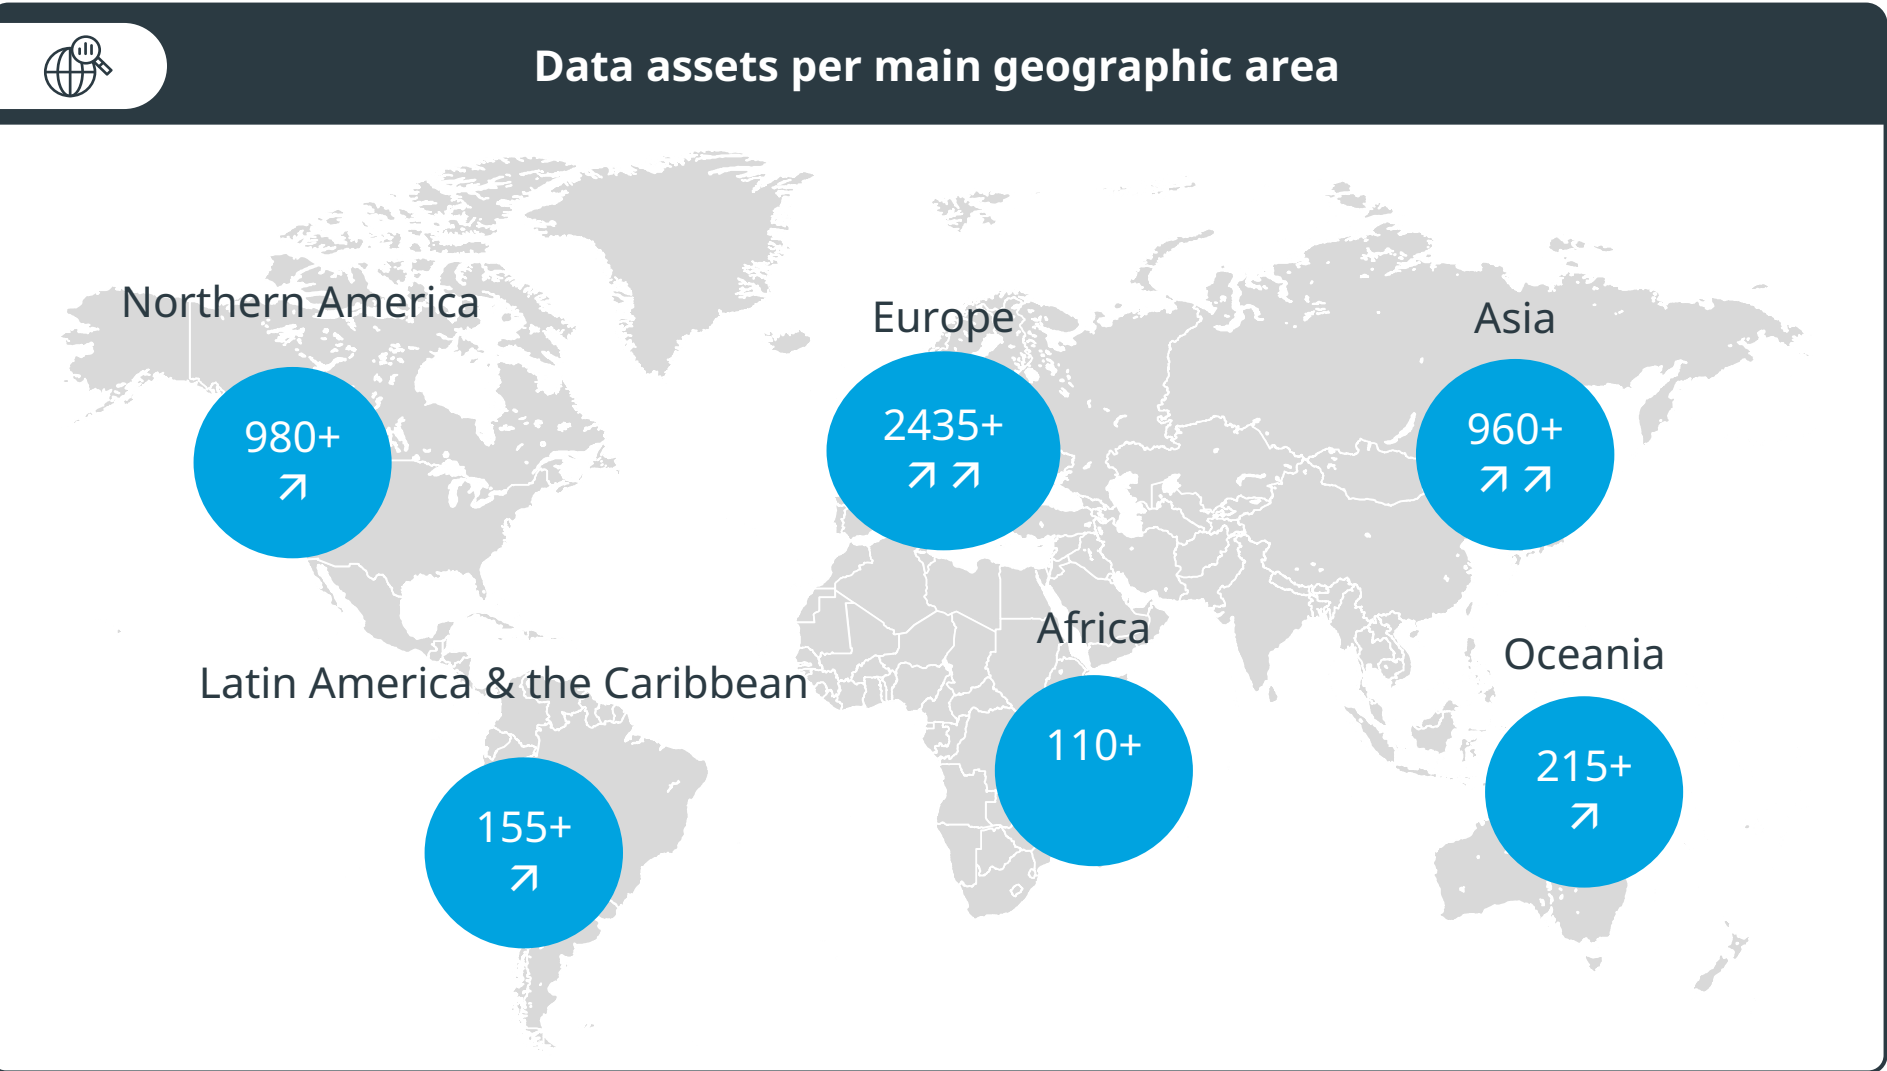 Data assets per main geographic area
Northern America
980+
Europe
2435+
Asia
960+
Latin America & the Caribbean
155+
Africa
110+
Oceania
215+